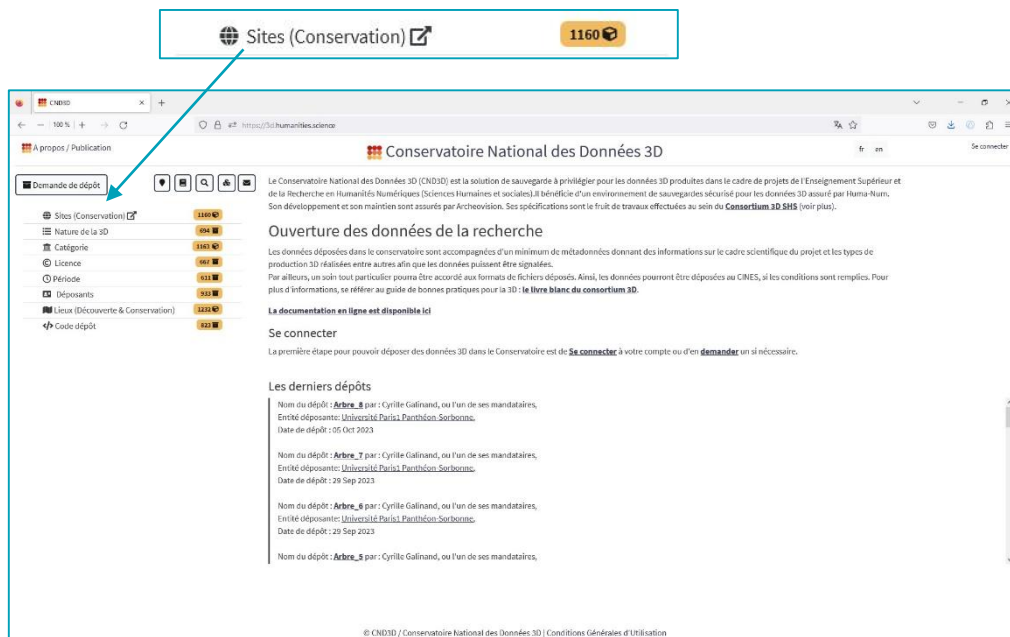 Sites (Conservation)
1160
CND3D
100 %
https://3d.humanities.science
A propos / Publication
Conservatoire National des Données 3D
fr en
Se connecter
Demande de dépôt
Sites (Conservation) 1160
Nature de la 3D 694
Catégorie 1163
Licence 667
Période 611
Déposants 933
Lieux (Découverte & Conservation) 1232
Code dépôt 823
Le Conservatoire National des Données 3D (CND3D) est la solution de sauvegarde à privilégier pour les données 3D produites dans le cadre de projets de l'Enseignement Supérieur et
de la Recherche en Humanités Numériques (Sciences Humaines et sociales).Il bénéficie d'un environnement de sauvegardes sécurisé pour les données 3D assuré par Huma-Num.
Son développement et son maintien sont assurés par Archeovision. Ses spécifications sont le fruit de travaux effectuées au sein du Consortium 3D SHS (voir plus).
Ouverture des données de la recherche
Les données déposées dans le conservatoire sont accompagnées d'un minimum de métadonnées donnant des informations sur le cadre scientifique du projet et les types de
production 3D réalisées entre autres afin que les données puissent être signalées.
Par ailleurs, un soin tout particulier pourra être accordé aux formats de fichiers déposés. Ainsi, les données pourront être déposées au CINES, si les conditions sont remplies. Pour
plus d'informations, se référer au guide de bonnes pratiques pour la 3D : le livre blanc du consortium 3D.
La documentation en ligne est disponible ici
Se connecter
La première étape pour pouvoir déposer des données 3D dans le Conservatoire est de Se connecter à votre compte ou d'en demander un si nécessaire.
Les derniers dépôts
Nom du dépôt : Arbre_8 par : Cyrille Galinand, ou l'un de ses mandataires,
Entité déposante: Université Paris1 Panthéon-Sorbonne,
Date de dépôt : 05 Oct 2023
Nom du dépôt : Arbre_7 par : Cyrille Galinand, ou l'un de ses mandataires,
Entité déposante: Université Paris1 Panthéon-Sorbonne,
Date de dépôt : 29 Sep 2023
Nom du dépôt : Arbre_6 par : Cyrille Galinand, ou l'un de ses mandataires,
Entité déposante: Université Paris1 Panthéon-Sorbonne,
Date de dépôt : 29 Sep 2023
Nom du dépôt : Arbre_5 par : Cyrille Galinand, ou l'un de ses mandataires,
© CND3D / Conservatoire National des Données 3D | Conditions Générales d'Utilisation